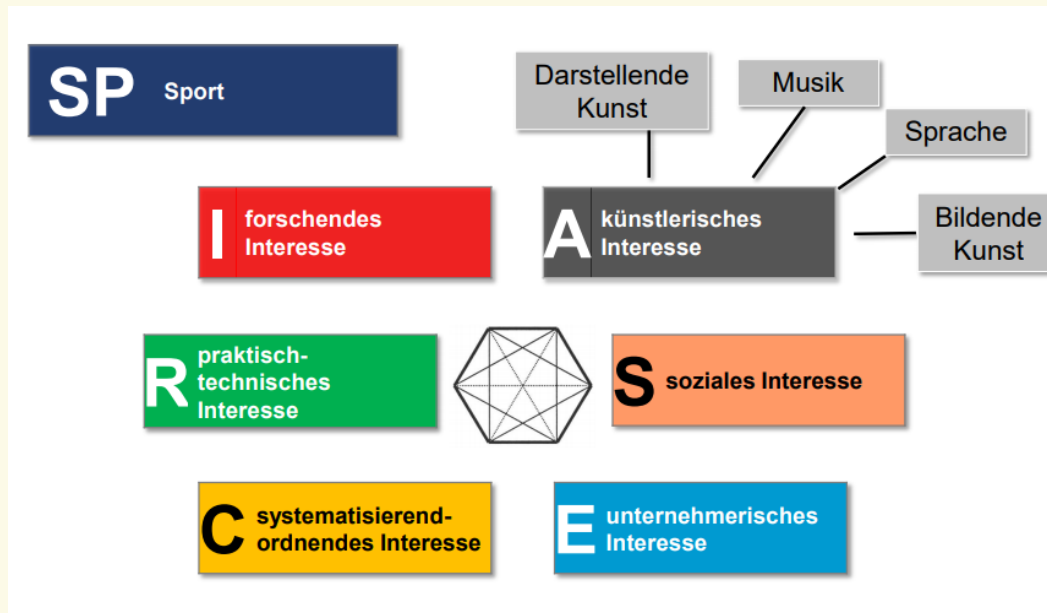 SP Sport
Darstellende
Kunst
Musik
Sprache
I forschendes
Interesse
A künstlerisches
Interesse
Bildende
Kunst
R praktisch-
technisches
Interesse
S soziales Interesse
C systematisierend-
ordnendes Interesse
E unternehmerisches
Interesse